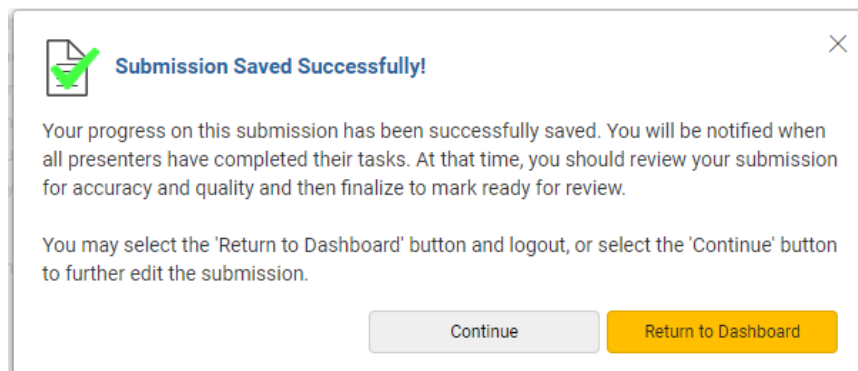 Submission Saved Successfully!
Your progress on this submission has been successfully saved. You will be notified when
all presenters have completed their tasks. At that time, you should review your submission
for accuracy and quality and then finalize to mark ready for review.
You may select the 'Return to Dashboard' button and logout, or select the 'Continue' button
to further edit the submission.
Continue
Return to Dashboard